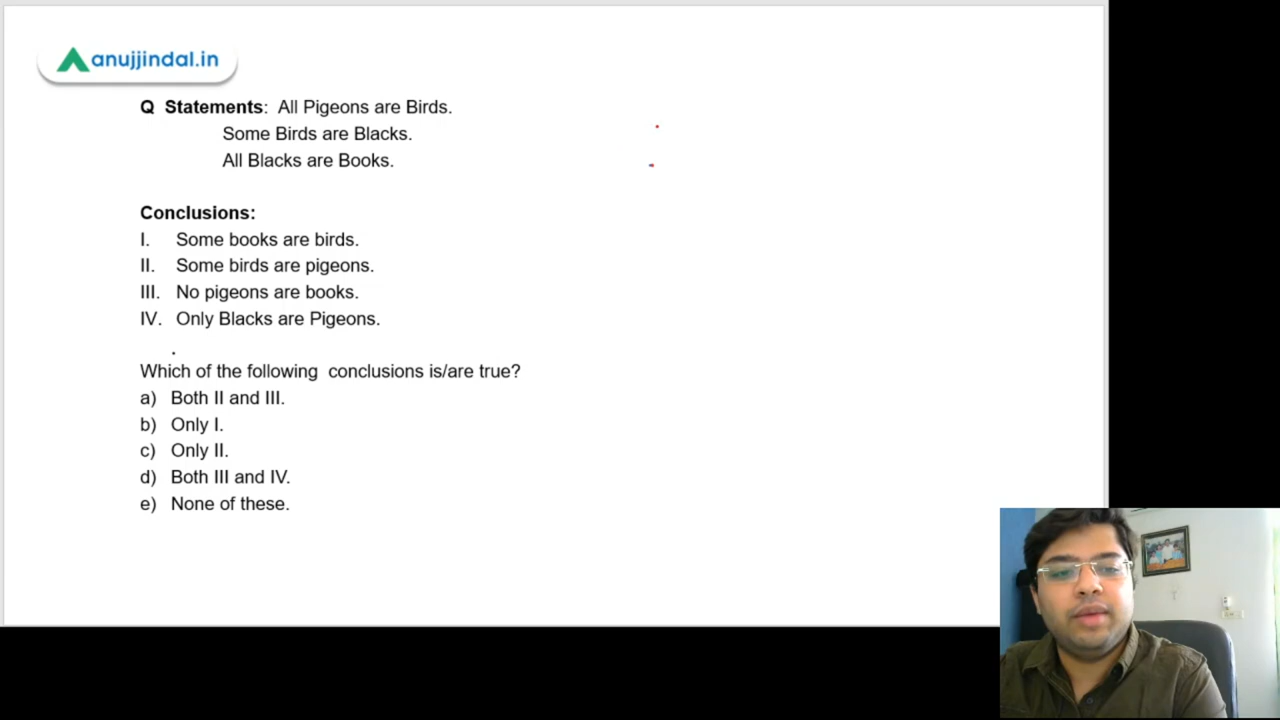 anujjindal.in
Q Statements: All Pigeons are Birds.
Some Birds are Blacks.
All Blacks are Books.
Conclusions:
I. Some books are birds.
II. Some birds are pigeons.
III. No pigeons are books.
IV. Only Blacks are Pigeons.
.
Which of the following conclusions is/are true?
a) Both II and III.
b) Only I.
c) Only II.
d) Both III and IV.
e) None of these.